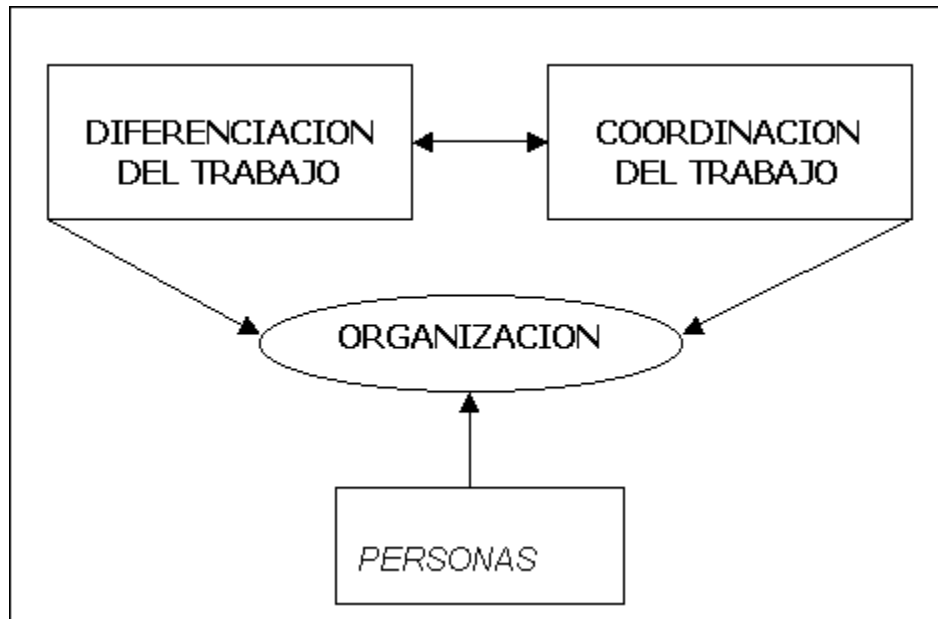 DIFERENCIACION
DEL TRABAJO
COORDINACION
DEL TRABAJO
ORGANIZACION
PERSONAS